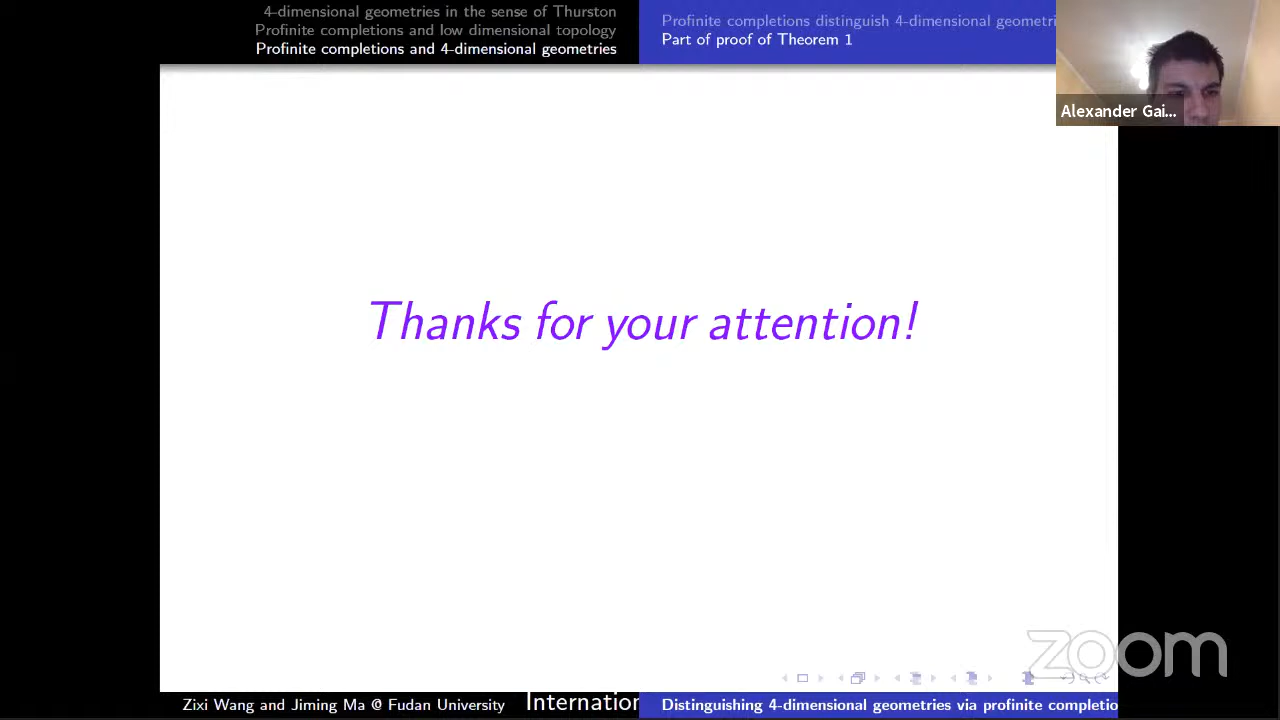 4-dimensional geometries in the sense of Thurston
Profinite completions and low dimensional topology
Profinite completions and 4-dimensional geometries
Profinite completions distinguish 4-dimensional geometri
Part of proof of Theorem 1
Alexander Gai...
Thanks for your attention!
zoom
Zixi Wang and Jiming Ma @ Fudan University
Internation
Distinguishing 4-dimensional geometries via profinite completio